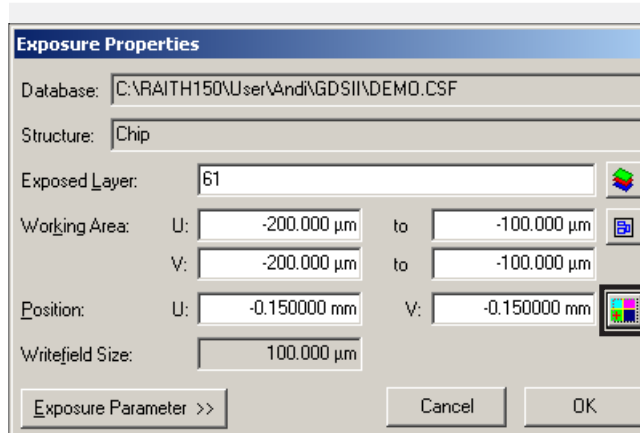 Exposure Properties
Database: C:\RAITH150\User\Andi\GDSII\DEMO.CSF
Structure: Chip
Exposed Layer: 61
Working Area: U: -200.000 µm to -100.000 µm
V: -200.000 µm to -100.000 µm
Position: U: -0.150000 mm V: -0.150000 mm
Writefield Size: 100.000 µm
Exposure Parameter >> Cancel OK